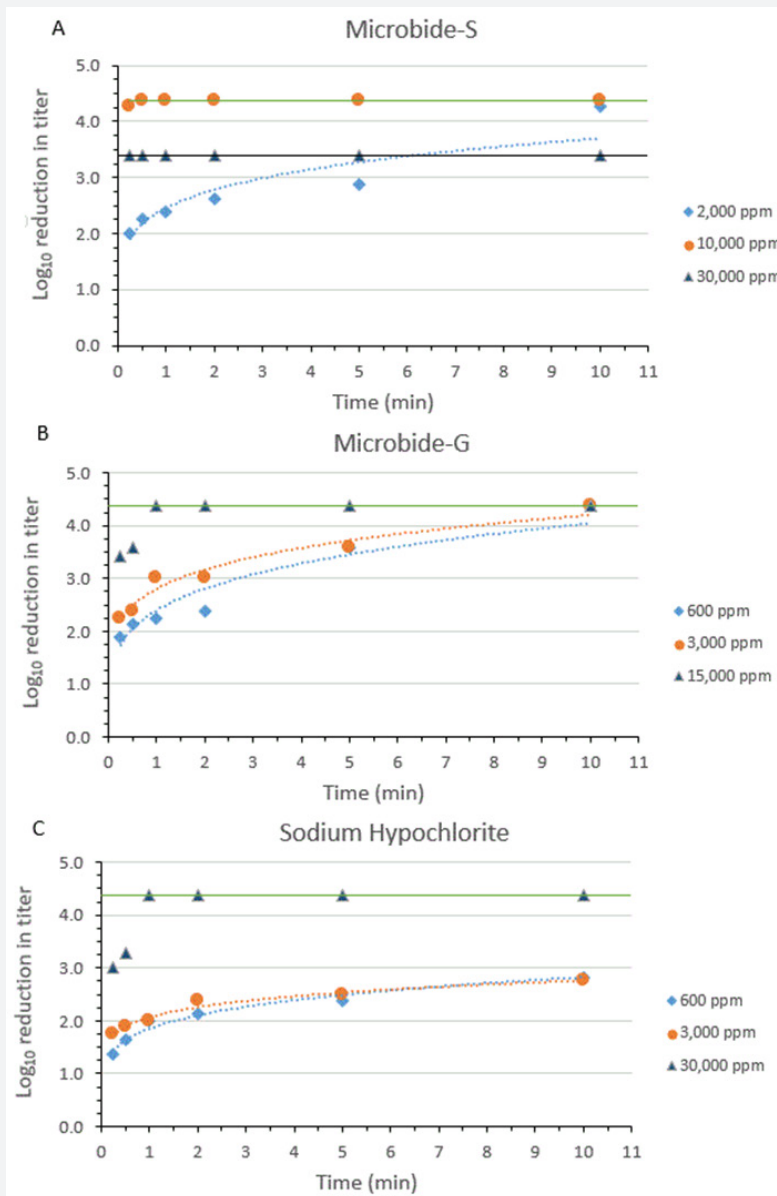 A
Microbide-S
Log₁₀ reduction in titer
5.0
4.0
3.0
2.0
1.0
0.0
0 1 2 3 4 5 6 7 8 9 10 11
Time (min)
2,000 ppm
10,000 ppm
30,000 ppm
B
Microbide-G
Log₁₀ reduction in titer
5.0
4.0
3.0
2.0
1.0
0.0
0 1 2 3 4 5 6 7 8 9 10 11
Time (min)
600 ppm
3,000 ppm
15,000 ppm
C
Sodium Hypochlorite
Log₁₀ reduction in titer
5.0
4.0
3.0
2.0
1.0
0.0
0 1 2 3 4 5 6 7 8 9 10 11
Time (min)
600 ppm
3,000 ppm
30,000 ppm